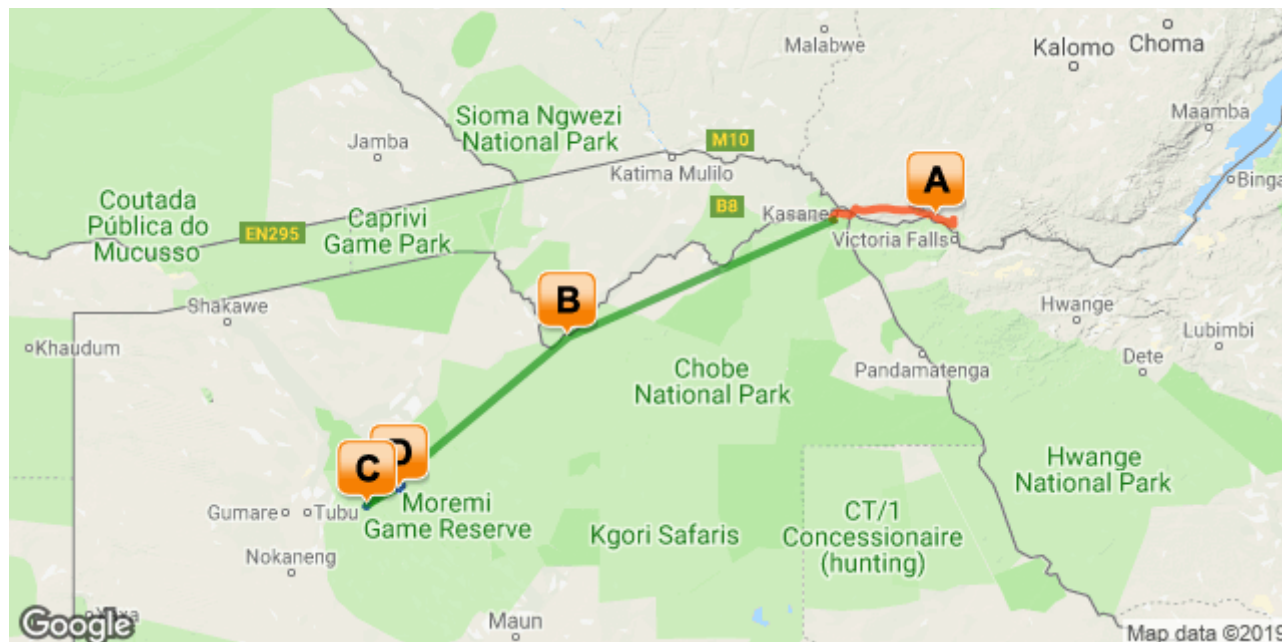 Malabwe
Kalomo
Choma
Sioma Ngwezi
National Park
M10
Maamba
Jamba
Katima Mulilo
A
Binga
Coutada
Pública do
Mucusso
EN295
Caprivi
Game Park
B8
Kasane
Victoria Falls
B
Shakawe
Hwange
Lubimbi
Khaudum
Chobe
National Park
Pandamatenga
Dete
C
D
Hwange
National Park
Gumare
Tubu
Moremi
Game Reserve
Kgori Safaris
CT/1
Concessionaire
(hunting)
Nokaneng
Maun
Google
Map data ©2019